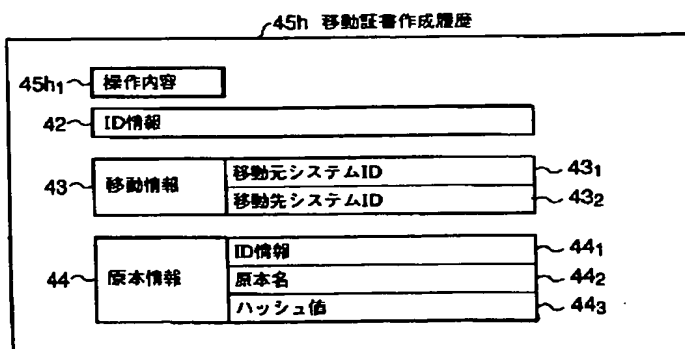 45h 移動証書作成履歴
45h1 操作内容
42 ID情報
43 移動情報 移動元システムID 431
移動先システムID 432
44 原本情報 ID情報 441
原本名 442
ハッシュ値 443